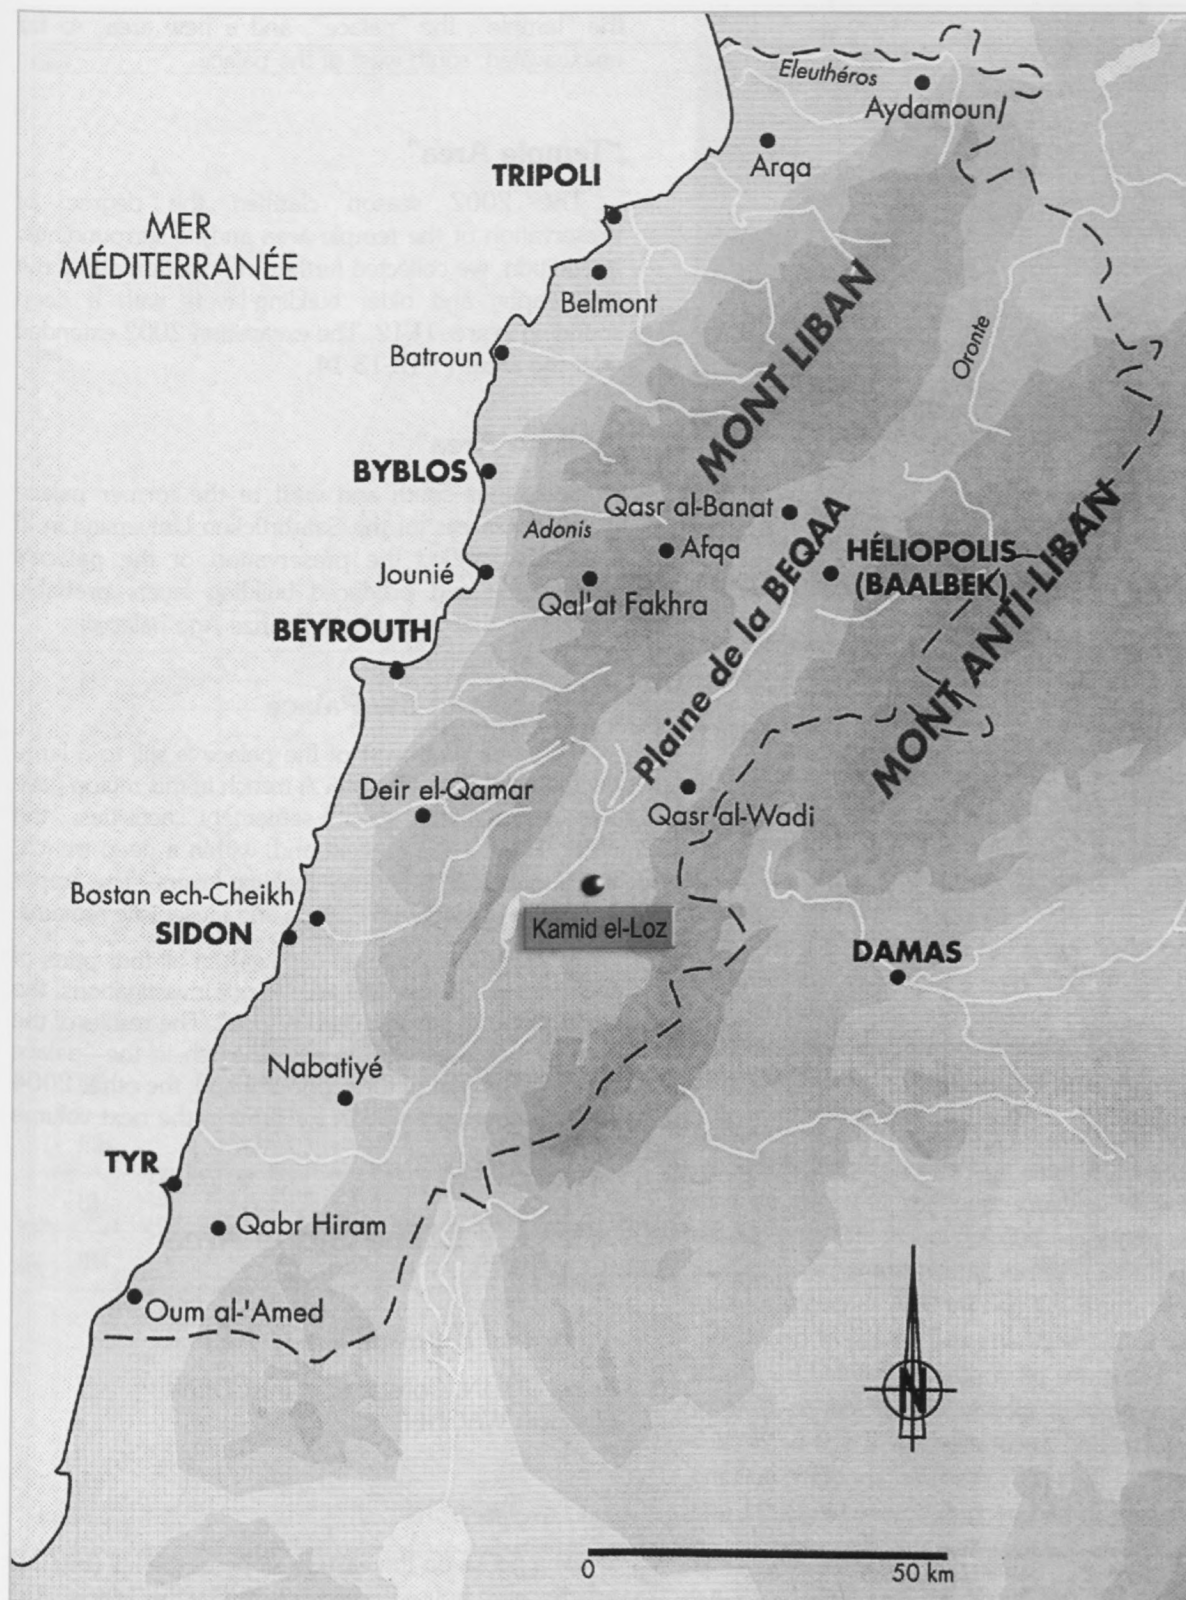 Eleuthéros
Aydamoun/
Arqa
TRIPOLI
MER
MÉDITERRANÉE
Belmont
MONT LIBAN
Oronte
Batroun
BYBLOS
Qasr al-Banat
Adonis
Afqa
HÉLIOPOLIS
(BAALBEK)
Jounié
Qal'at Fakhra
BEYROUTH
Plaine de la BEQAA
MONT ANTI-LIBAN
Deir el-Qamar
Qasr al-Wadi
Bostan ech-Cheikh
SIDON
Kamid el-Loz
DAMAS
Nabatiyé
TYR
Qabr Hiram
Oum al-'Amed
N
0
50 km